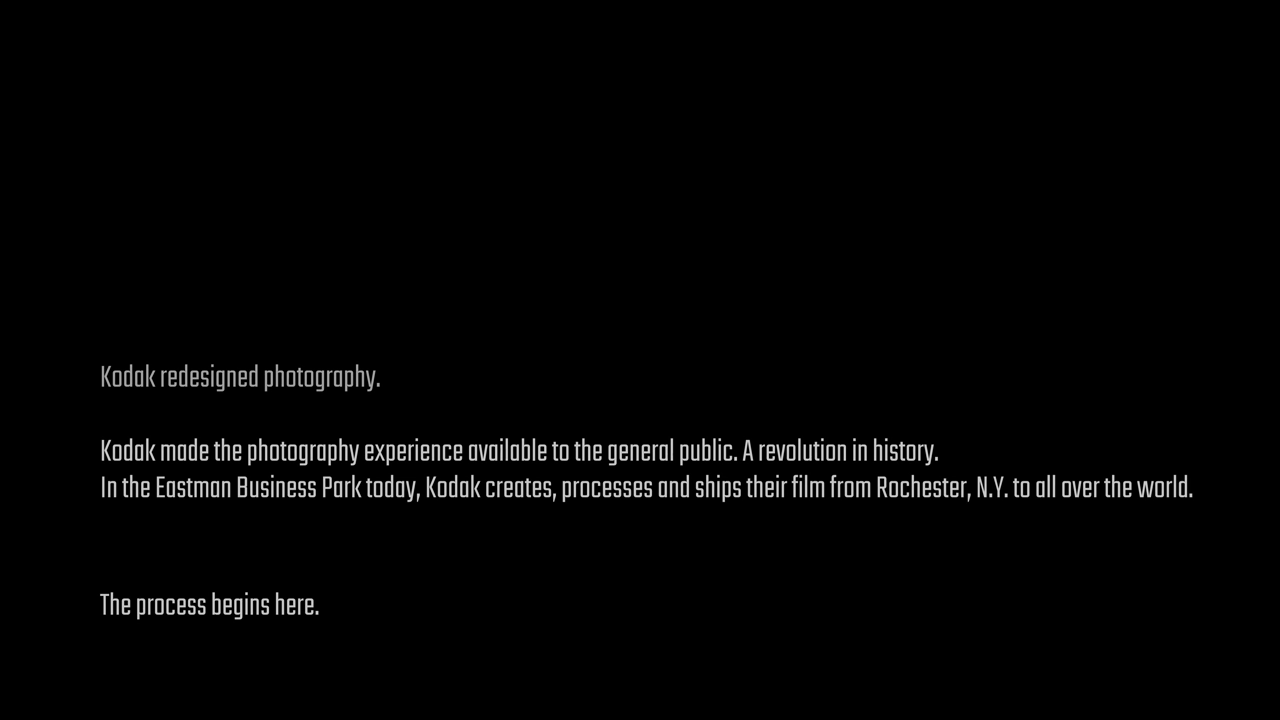 Kodak redesigned photography.
Kodak made the photography experience available to the general public. A revolution in history.
In the Eastman Business Park today, Kodak creates, processes and ships their film from Rochester, N.Y. to all over the world.
The process begins here.